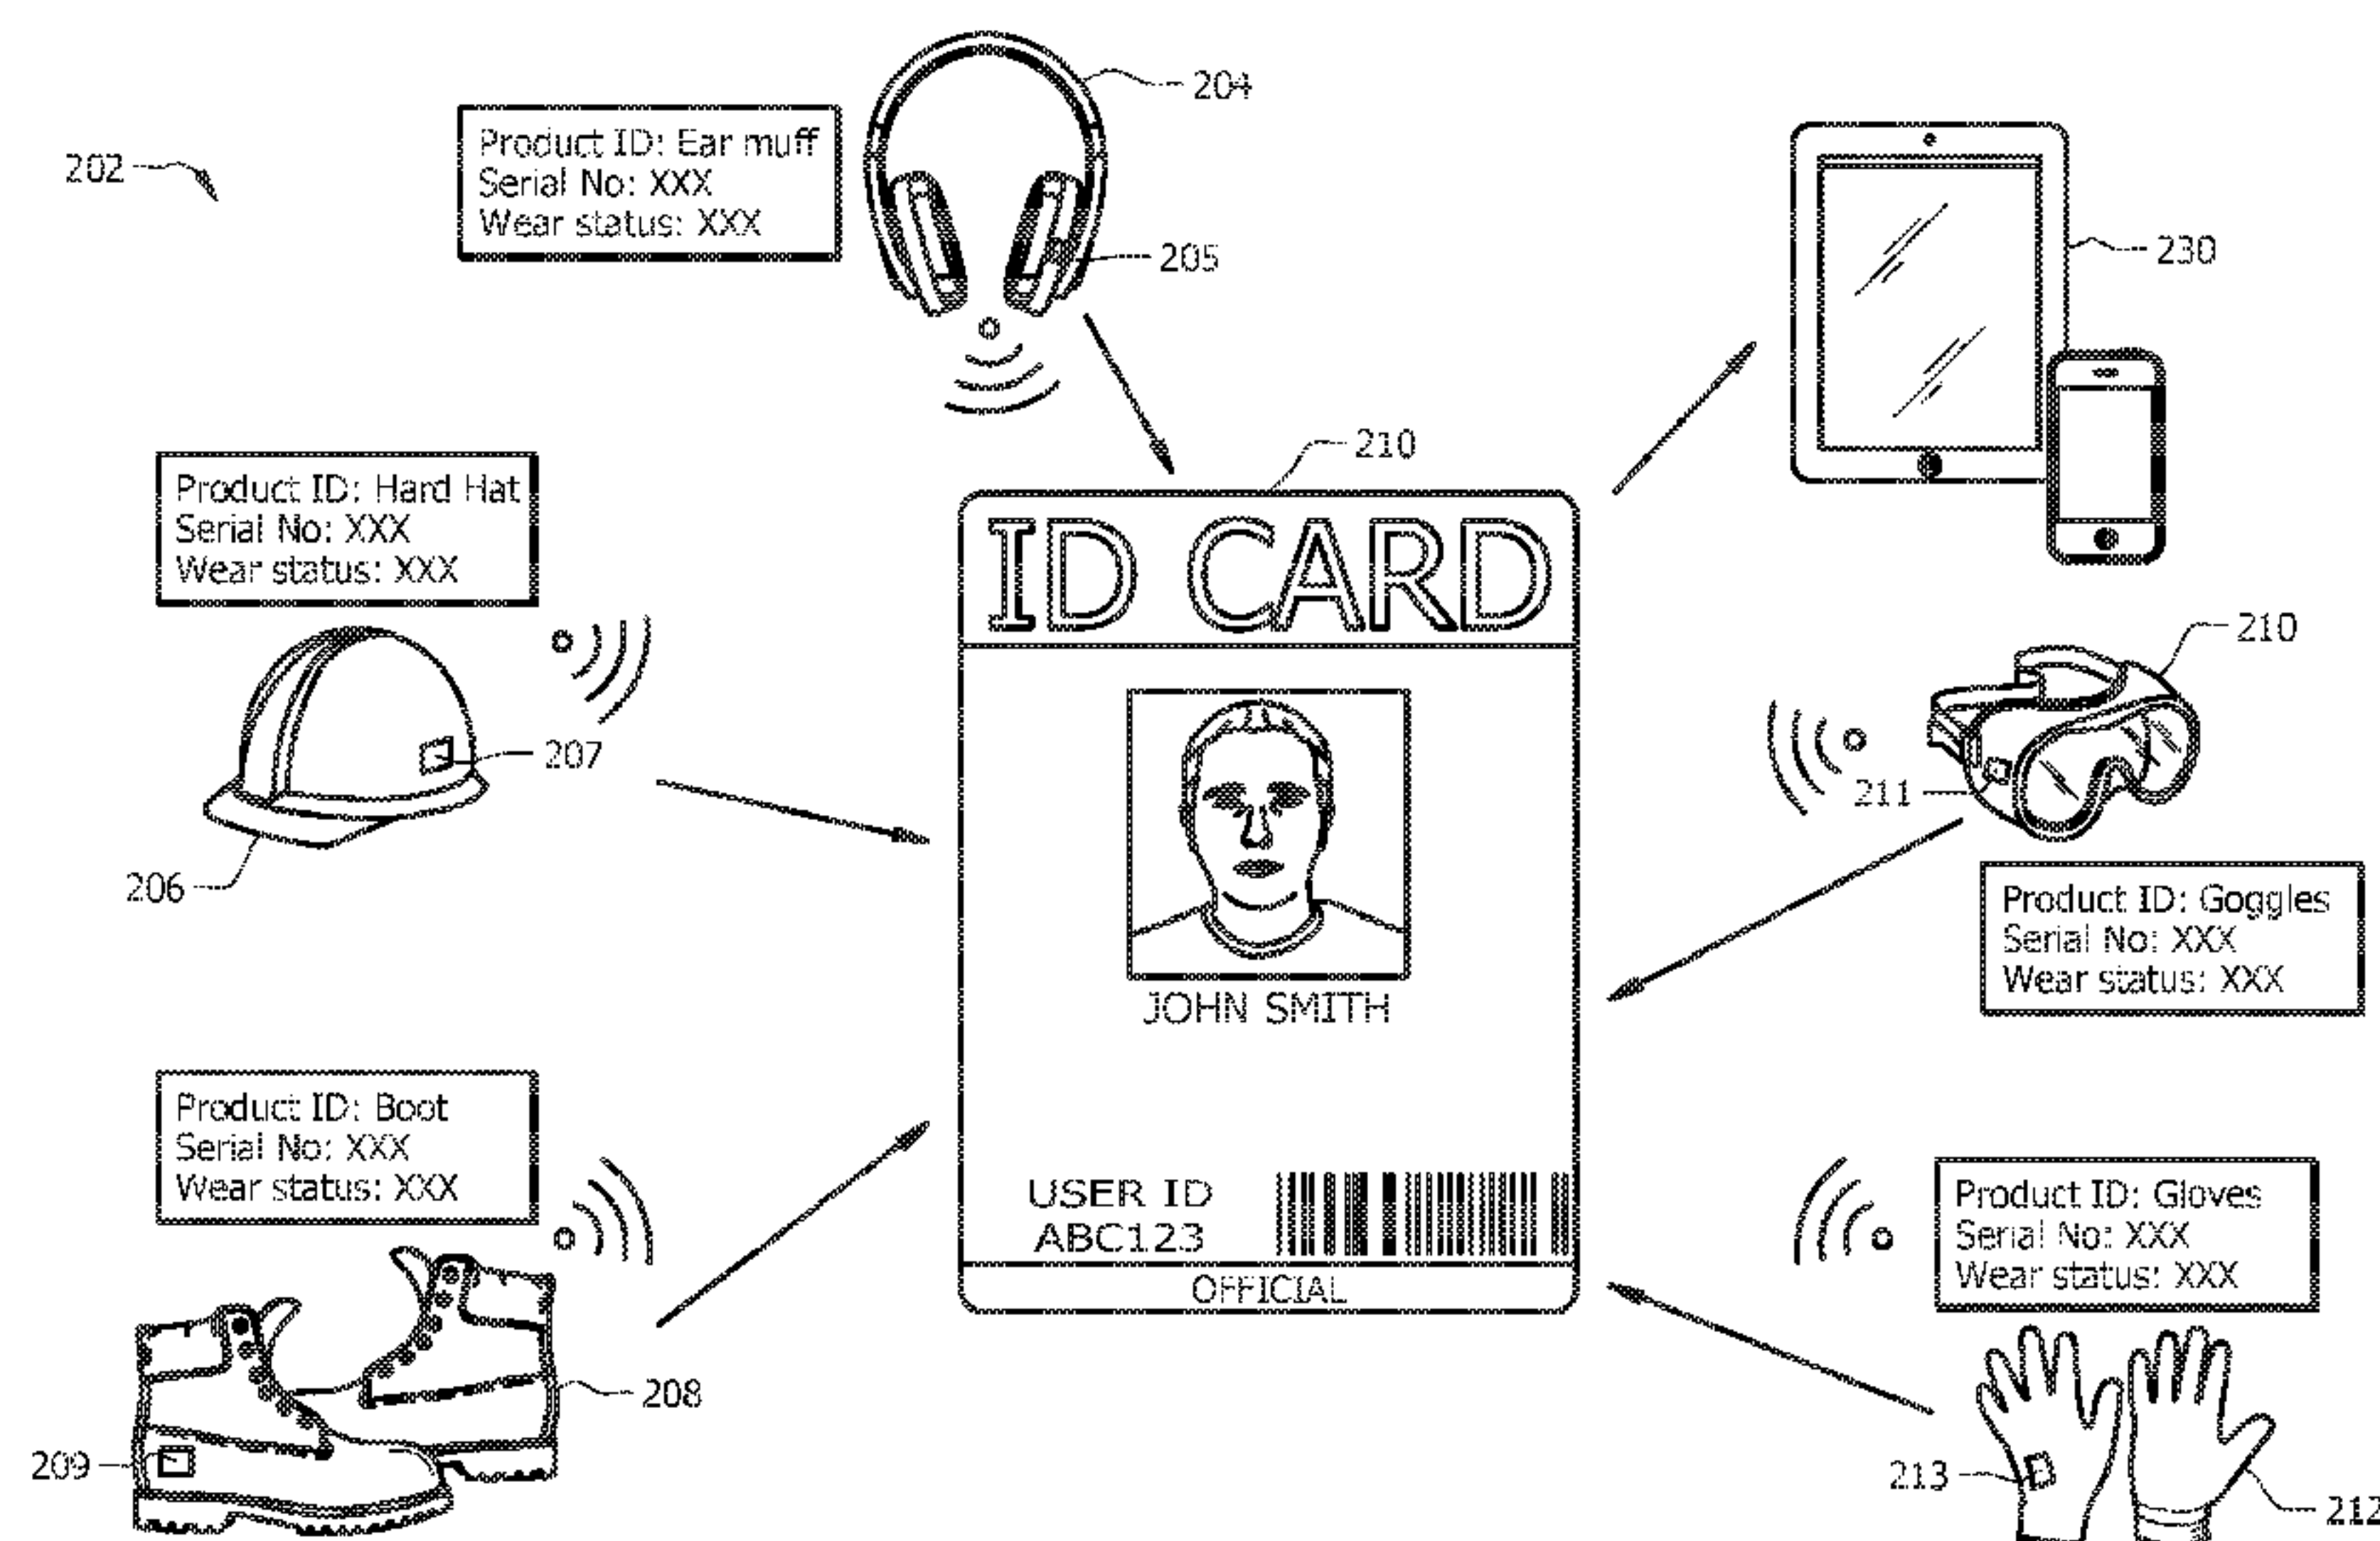 204
Product ID: Ear muff
Serial No: XXX
Wear status: XXX
202
205
230
210
Product ID: Hard Hat
Serial No: XXX
Wear status: XXX
ID CARD
207
206
210
211
Product ID: Goggles
Serial No: XXX
Wear status: XXX
JOHN SMITH
Product ID: Boot
Serial No: XXX
Wear status: XXX
USER ID
ABC123
OFFICIAL
Product ID: Gloves
Serial No: XXX
Wear status: XXX
208
209
213
212